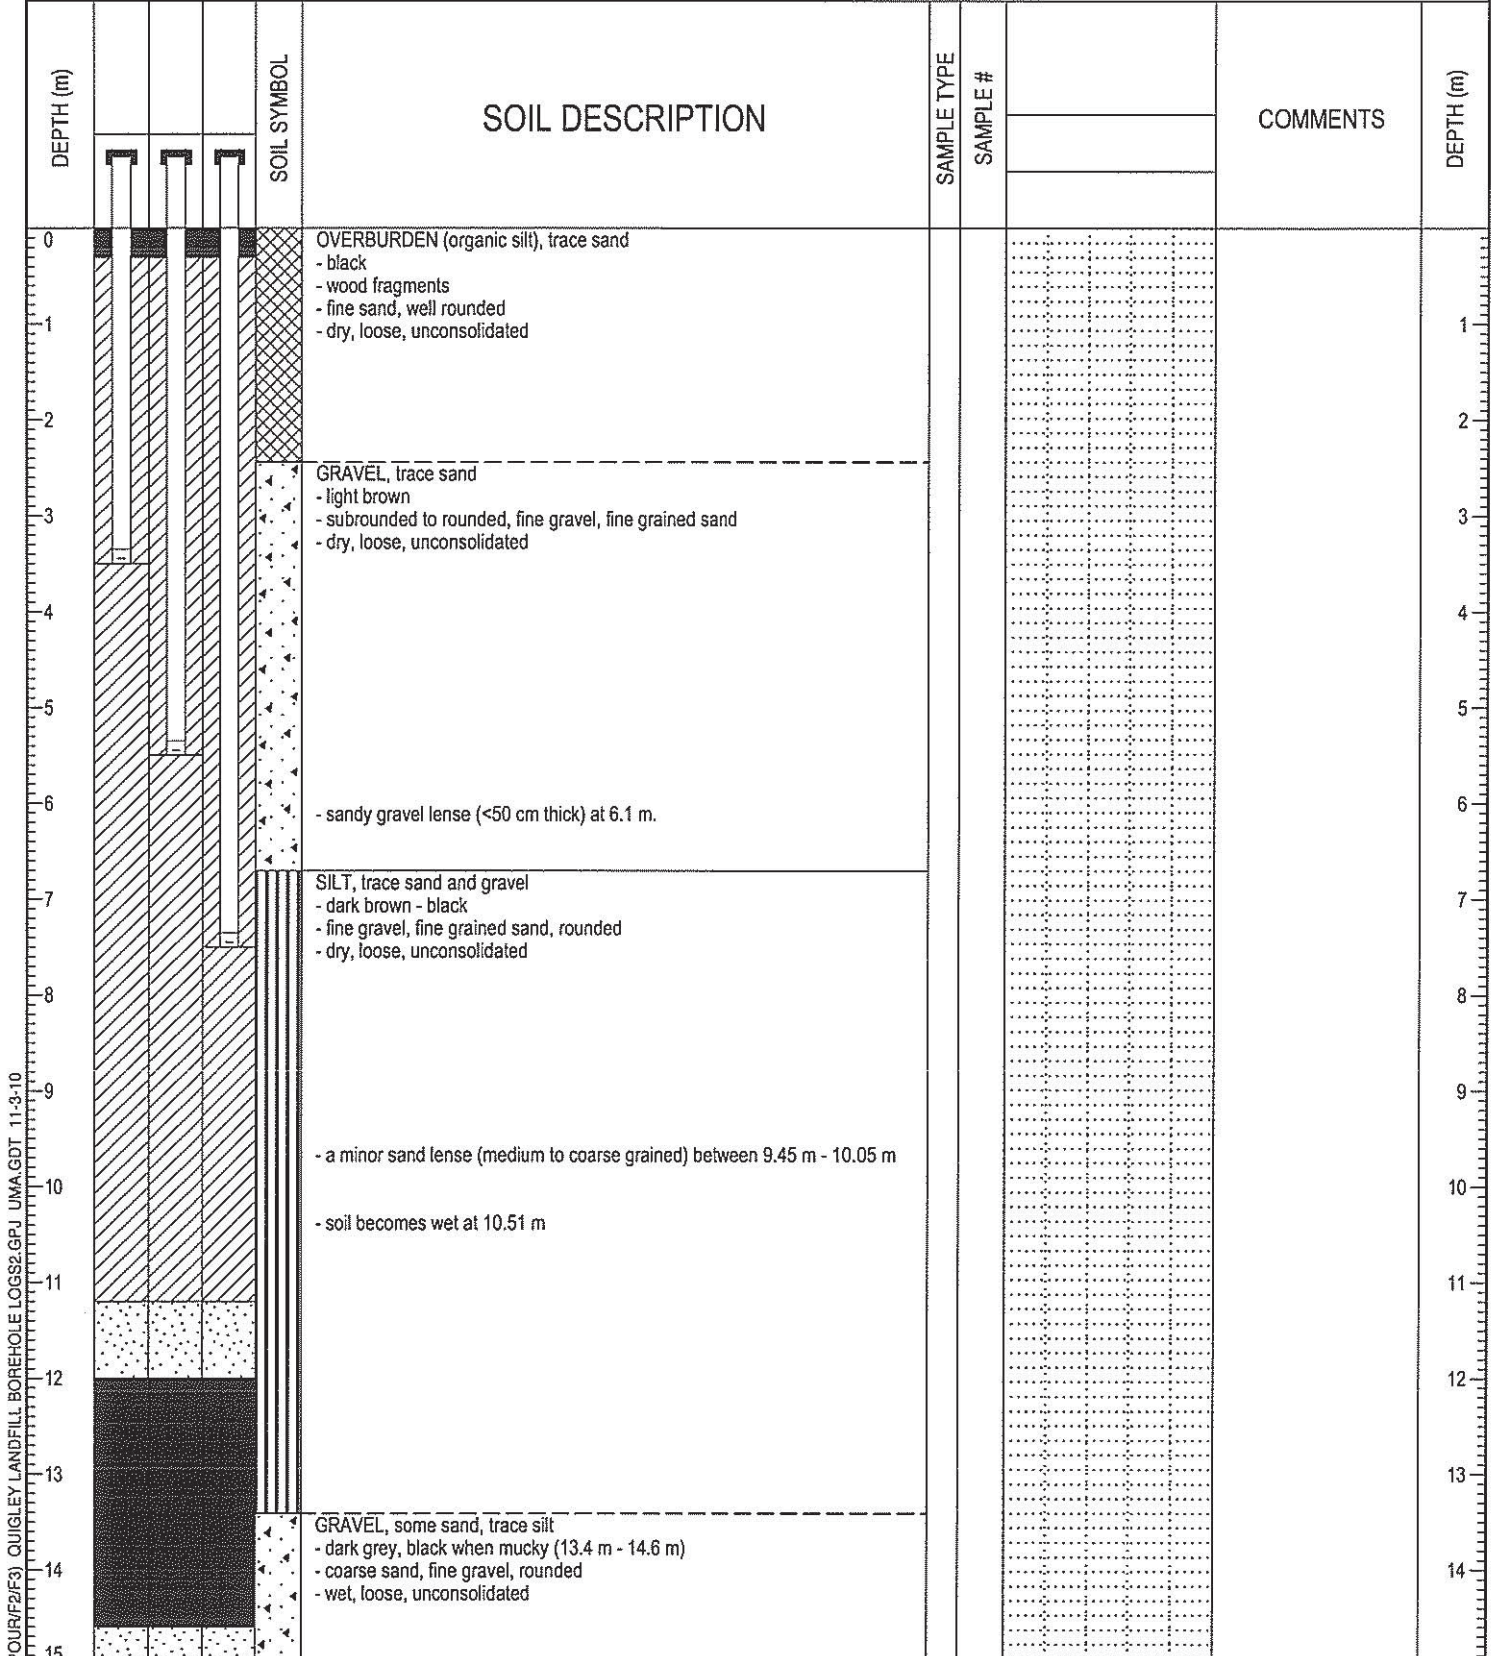 DEPTH (m)
SOIL SYMBOL
SOIL DESCRIPTION
SAMPLE TYPE
SAMPLE #
COMMENTS
DEPTH (m)
0
OVERBURDEN (organic silt), trace sand
- black
- wood fragments
- fine sand, well rounded
- dry, loose, unconsolidated
1
1
2
2
GRAVEL, trace sand
- light brown
- subrounded to rounded, fine gravel, fine grained sand
- dry, loose, unconsolidated
3
3
4
4
5
5
6
6
- sandy gravel lense (<50 cm thick) at 6.1 m.
SILT, trace sand and gravel
- dark brown - black
- fine gravel, fine grained sand, rounded
- dry, loose, unconsolidated
7
7
8
8
9
9
- a minor sand lense (medium to coarse grained) between 9.45 m - 10.05 m
10
10
- soil becomes wet at 10.51 m
11
11
12
12
13
13
GRAVEL, some sand, trace silt
- dark grey, black when mucky (13.4 m - 14.6 m)
- coarse sand, fine gravel, rounded
- wet, loose, unconsolidated
14
14
15
OUR/F2/F3) QUIGLEY LANDFILL BOREHOLE LOGS2.GPJ UMA.GDT 11-3-10